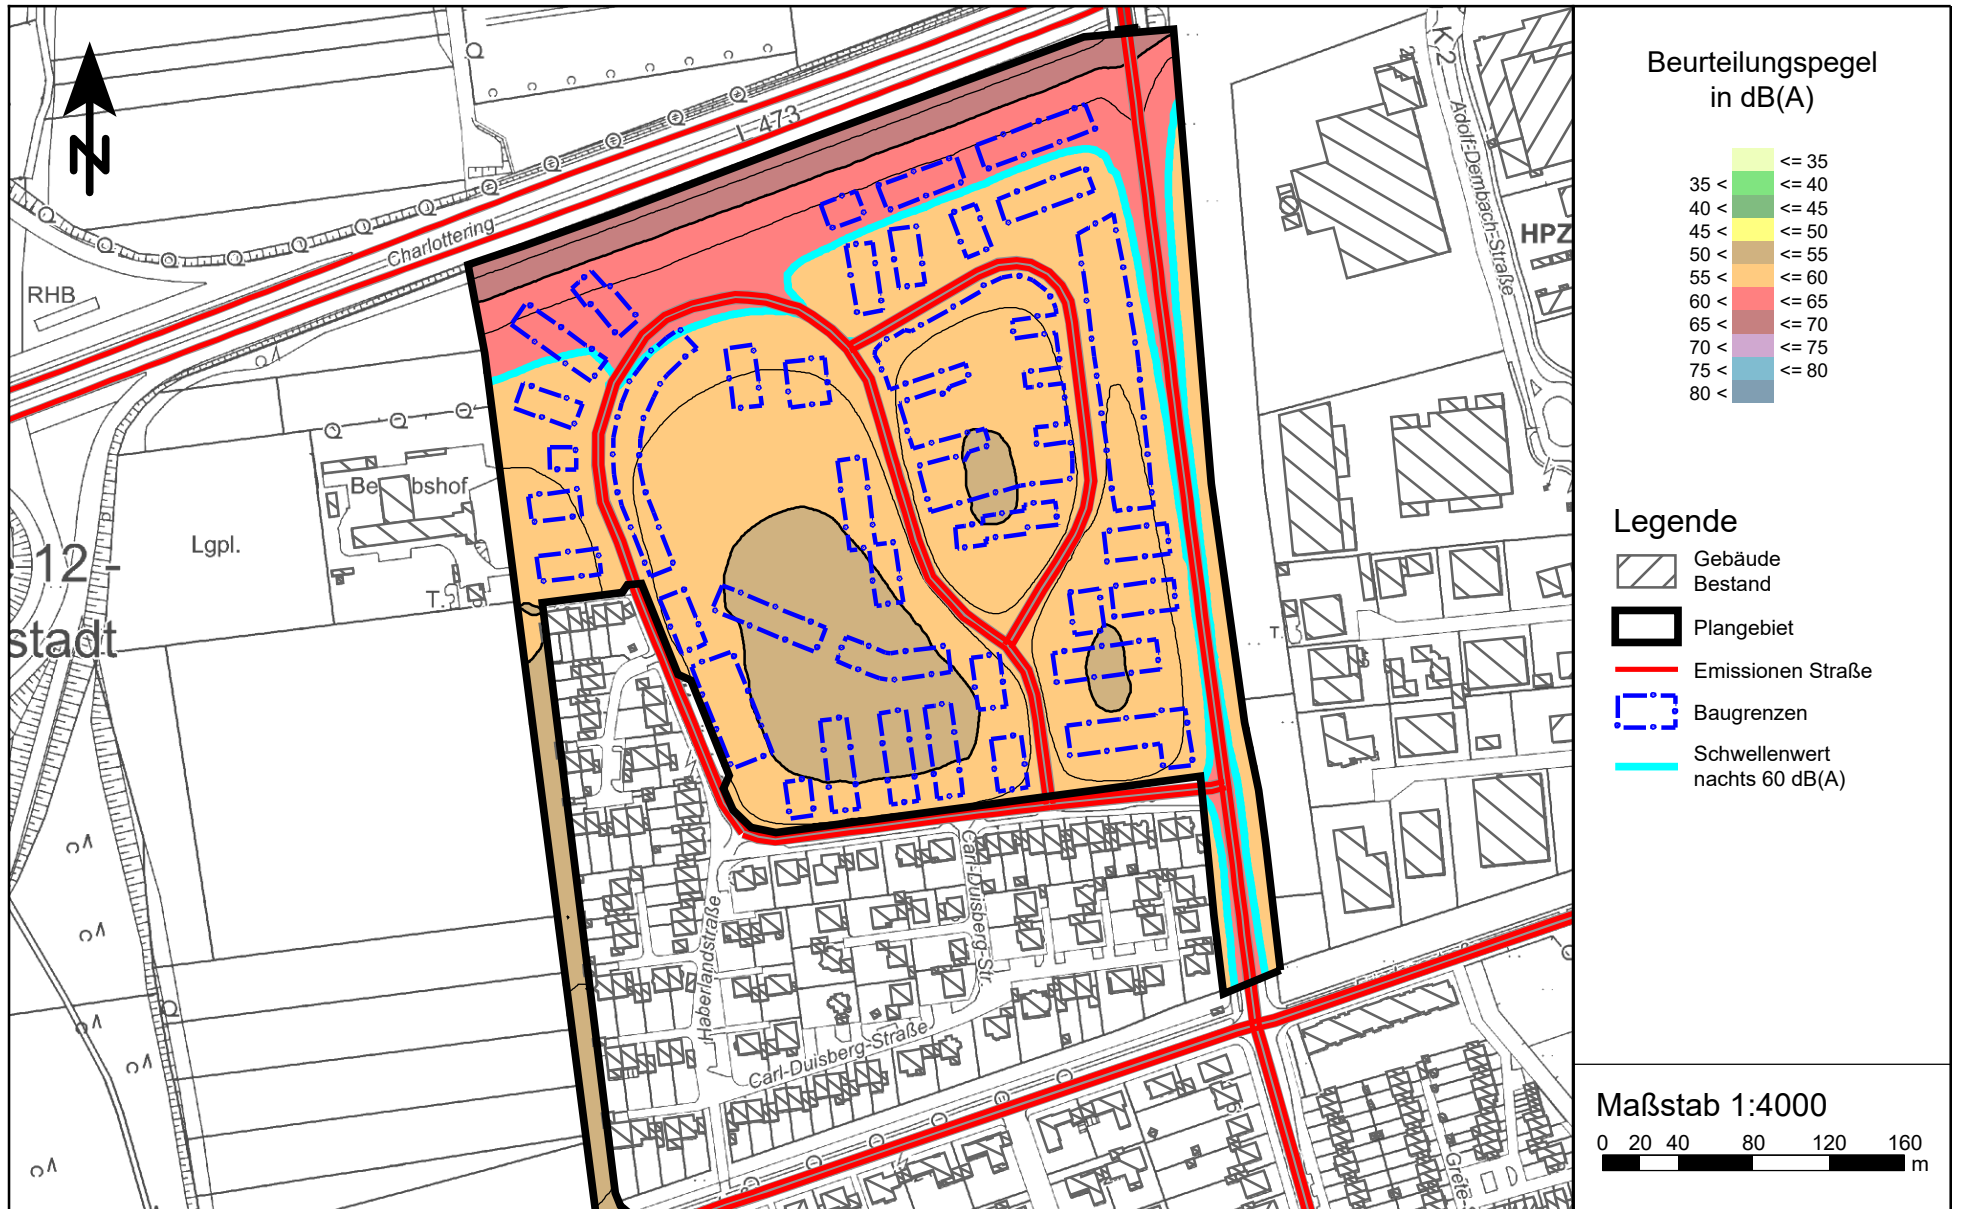 N
L 473
Charlottering
RHB
Lgpl.
12 -
stadt
T.
K 2
Adolf-Dembach-Straße
HPZ
T.
Haberlandstraße
Carl-Duisberg-Str.
Carl-Duisberg-Straße
Grete-
Beurteilungspegel
in dB(A)
<= 35
35 < <= 40
40 < <= 45
45 < <= 50
50 < <= 55
55 < <= 60
60 < <= 65
65 < <= 70
70 < <= 75
75 < <= 80
80 <
Legende
Gebäude
Bestand
Plangebiet
Emissionen Straße
Baugrenzen
Schwellenwert
nachts 60 dB(A)
Maßstab 1:4000
0 20 40 80 120 160
m